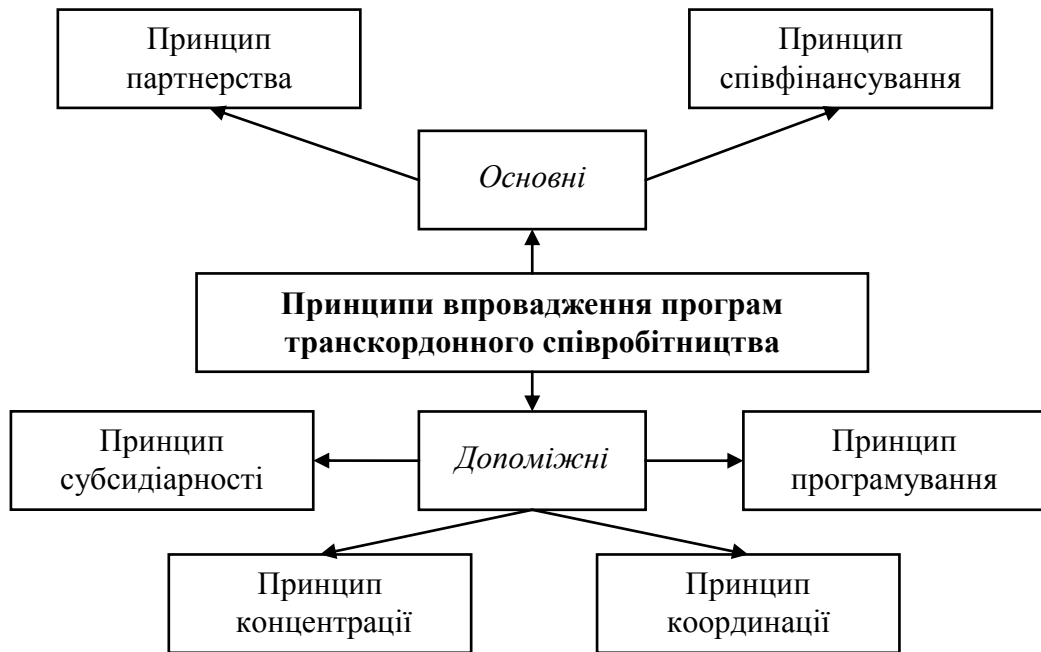 Принцип
партнерства
Принцип
співфінансування
Основні
Принципи впровадження програм
транскордонного співробітництва
Принцип
субсидіарності
Допоміжні
Принцип
програмування
Принцип
концентрації
Принцип
координації